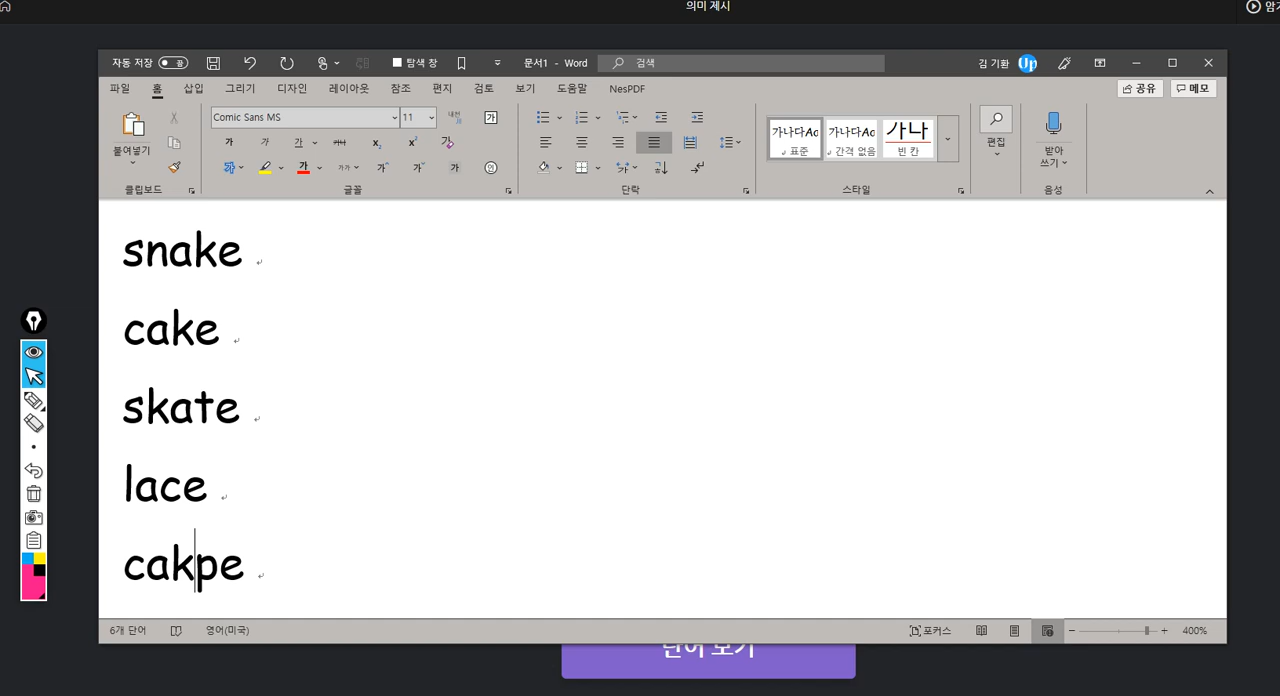 의미 제시
자동 저장 끔 탐색 창 문서1 - Word 검색 김 기환 Up
파일 홈 삽입 그리기 디자인 레이아웃 참조 편지 검토 보기 도움말 NesPDF 공유 메모
붙여넣기 Comic Sans MS 11 가나다Aa 가나다Aa 가나 편집 받아쓰기
표준 간격 없음 빈 칸
클립보드 글꼴 단락 스타일 음성
snake
cake
skate
lace
cakpe
6개 단어 영어(미국) 포커스 400%
단어 보기